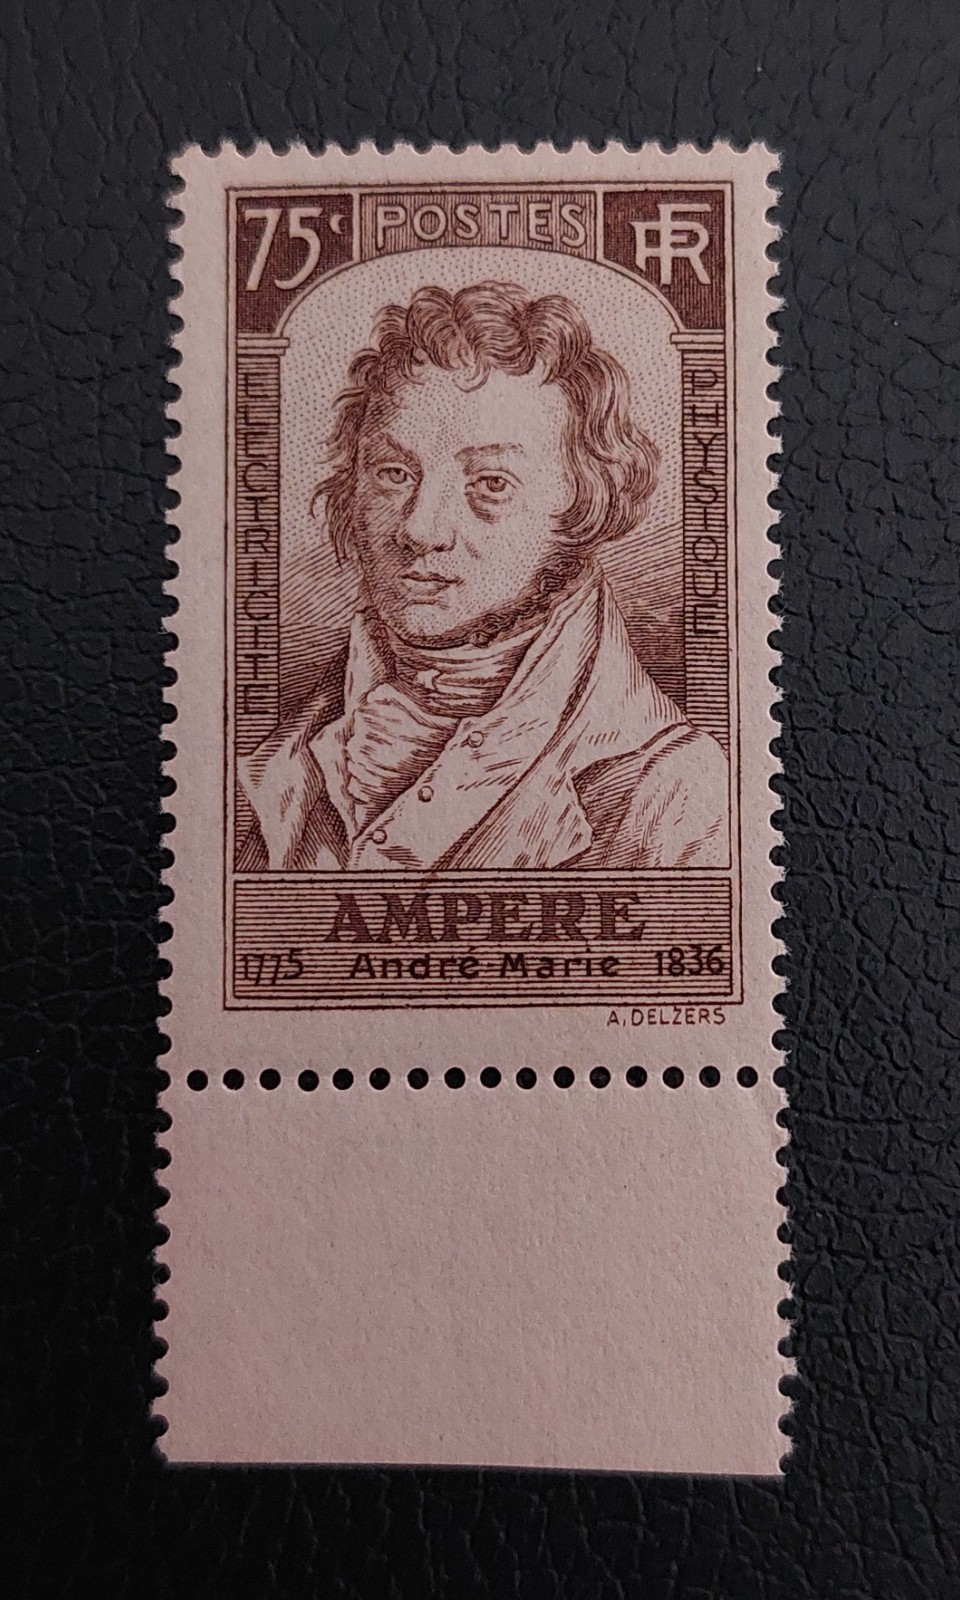 75c POSTES RF
ELECTRICITE
PHYSIQUE
AMPERE
1775 André-Marie 1836
A. DELZERS